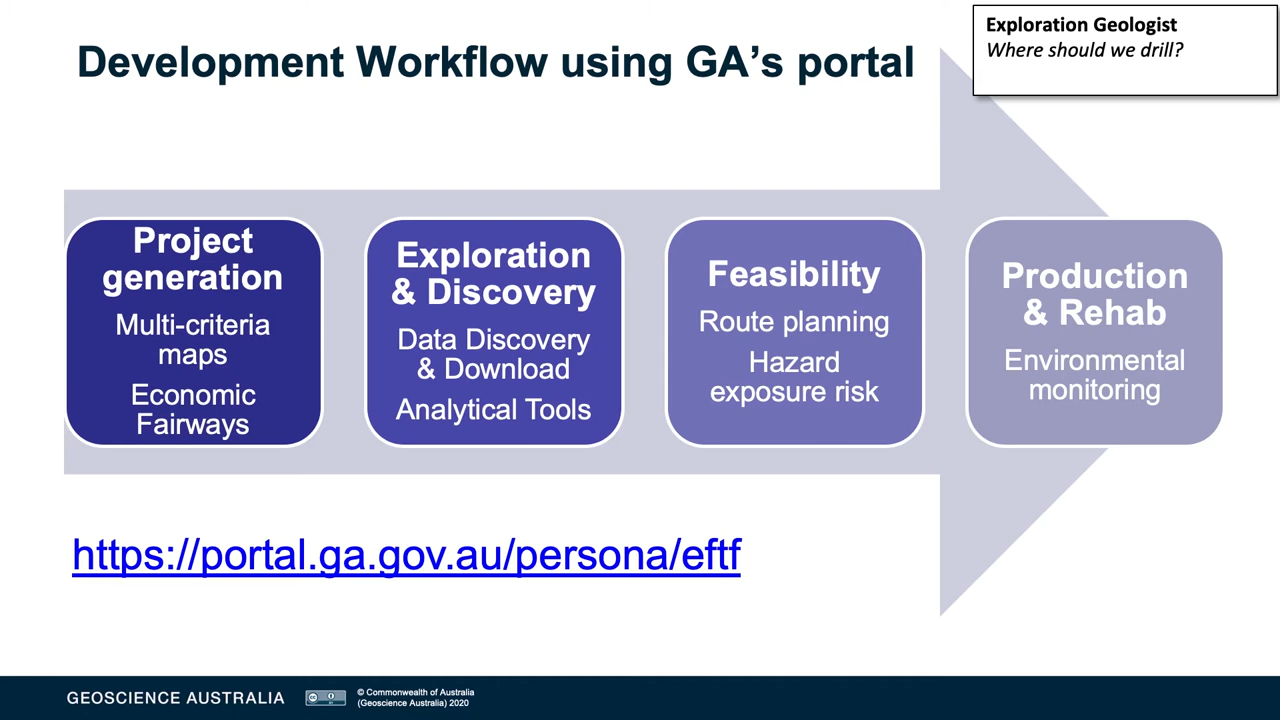 Exploration Geologist
Where should we drill?
Development Workflow using GA’s portal
Project
generation
Multi-criteria
maps
Economic
Fairways
Exploration
& Discovery
Data Discovery
& Download
Analytical Tools
Feasibility
Route planning
Hazard
exposure risk
Production
& Rehab
Environmental
monitoring
https://portal.ga.gov.au/persona/eftf
GEOSCIENCE AUSTRALIA
© Commonwealth of Australia
(Geoscience Australia) 2020